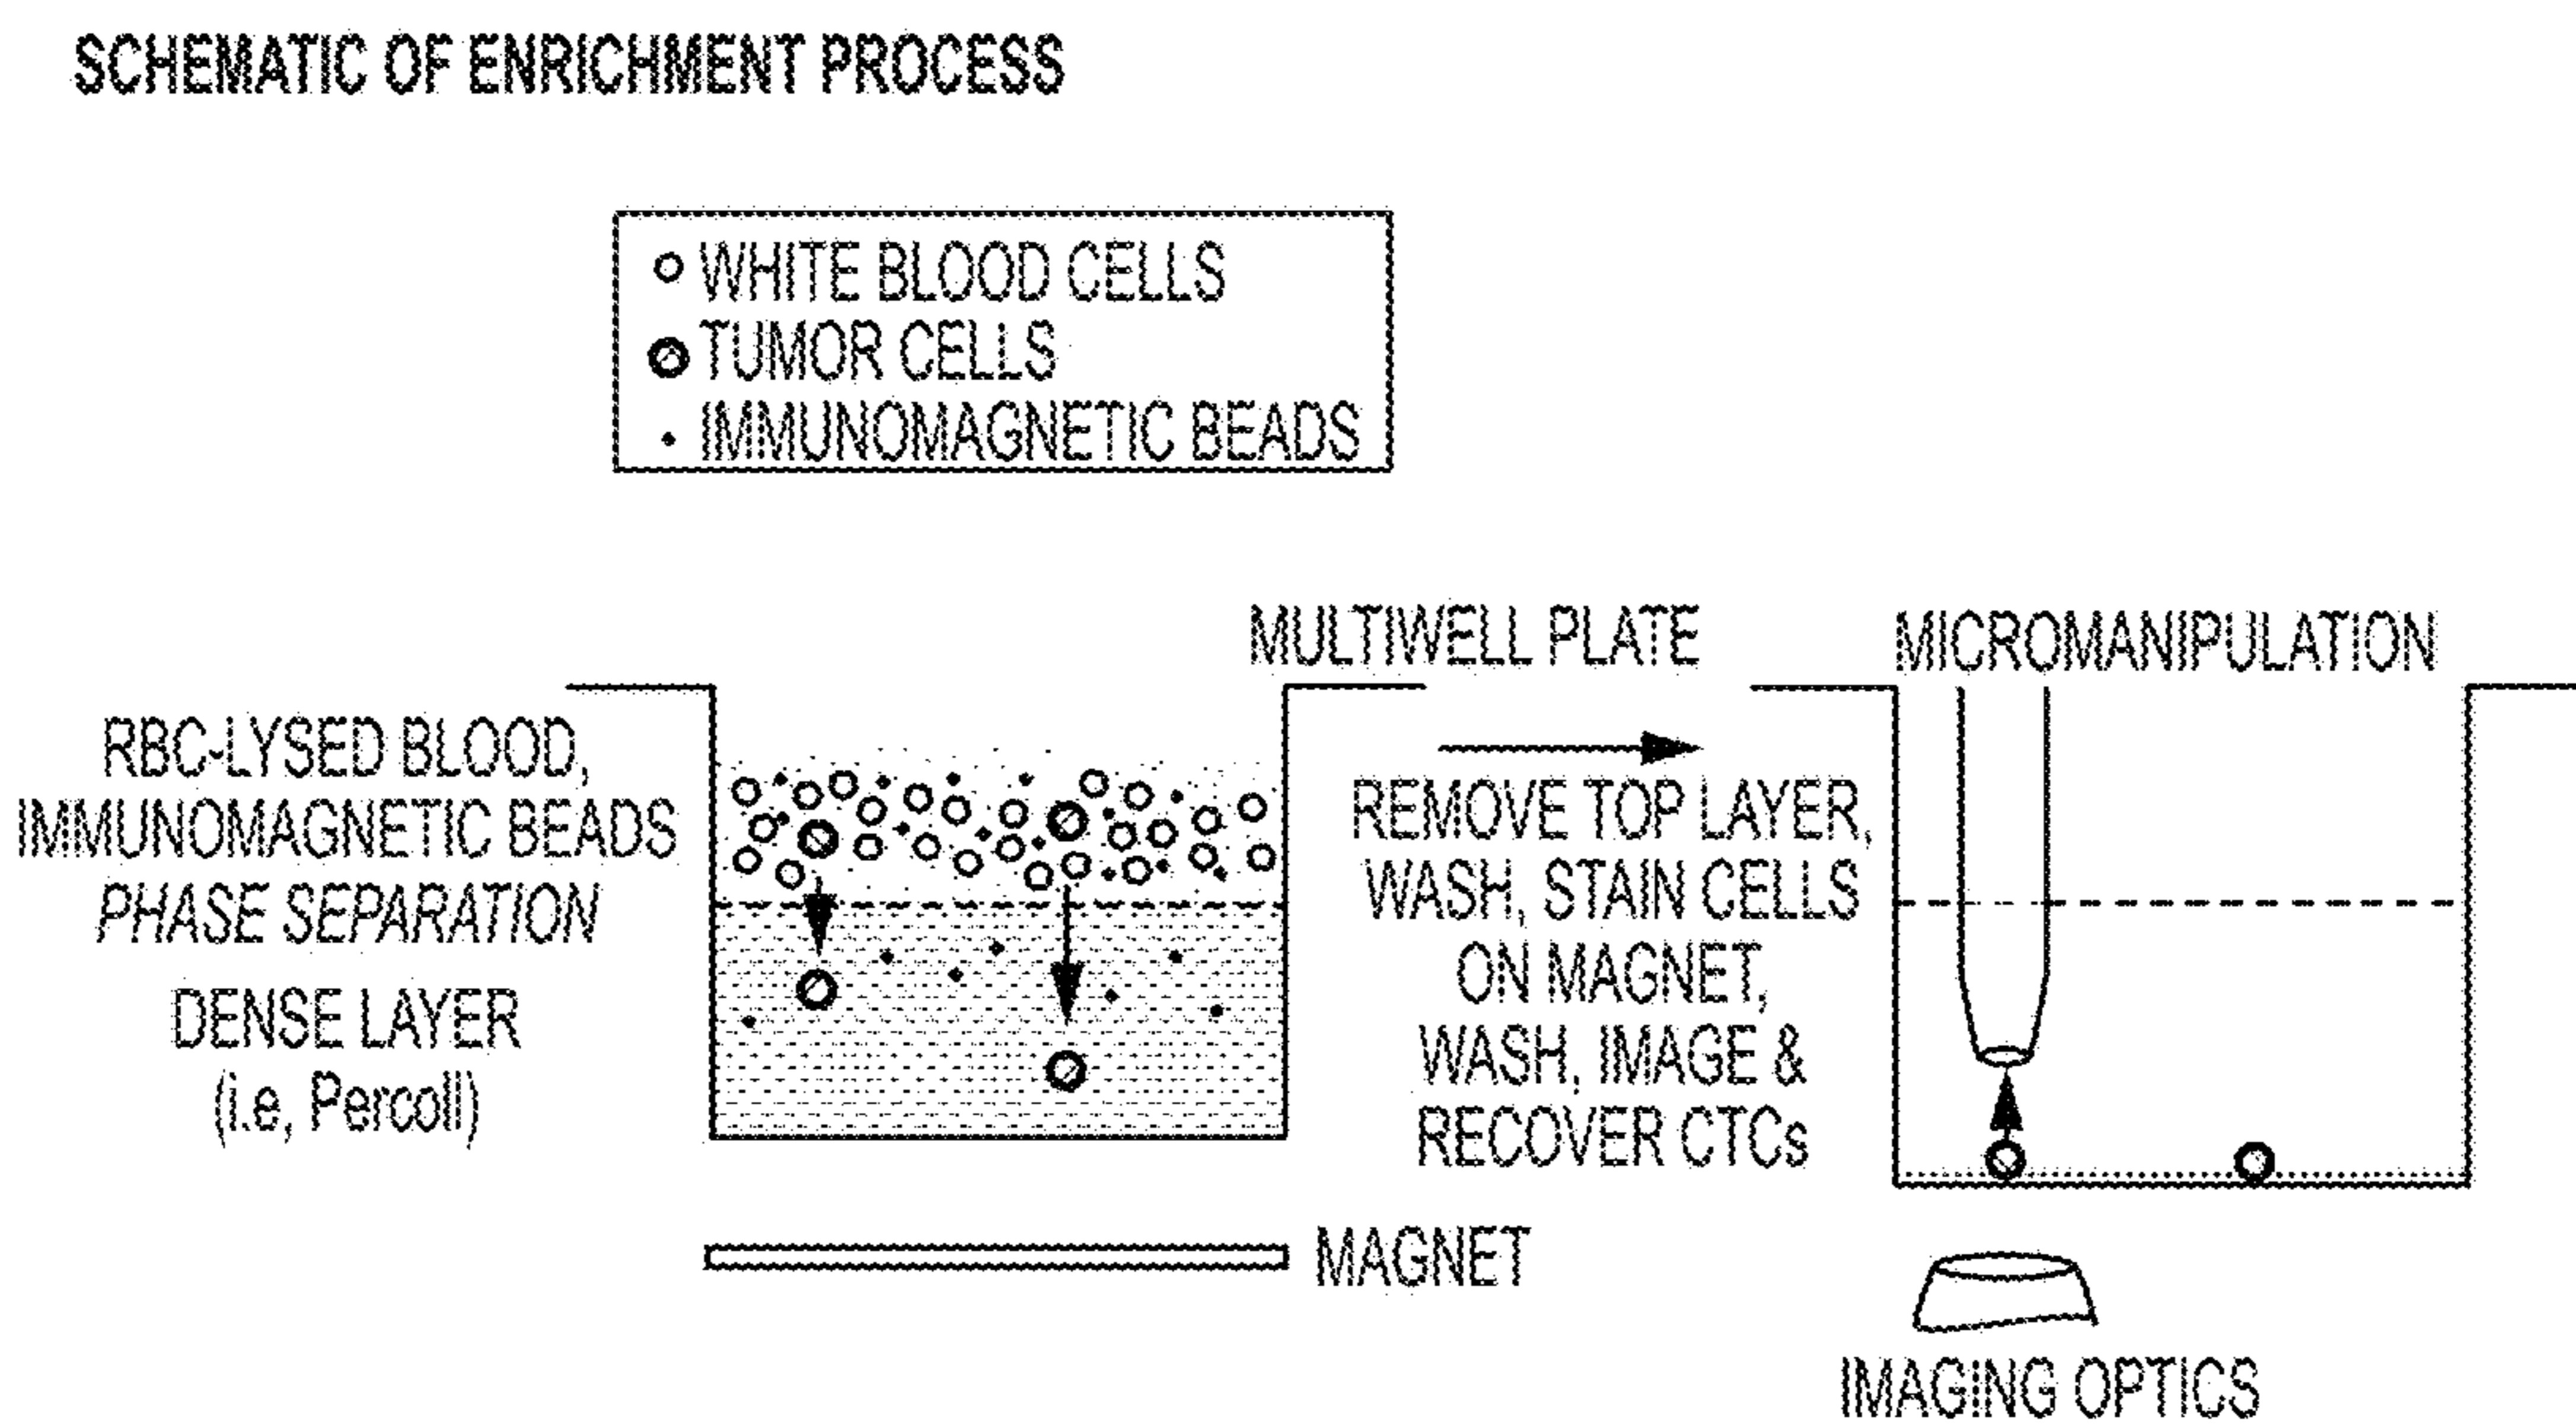 SCHEMATIC OF ENRICHMENT PROCESS
WHITE BLOOD CELLS
TUMOR CELLS
IMMUNOMAGNETIC BEADS
RBC-LYSED BLOOD,
IMMUNOMAGNETIC BEADS
PHASE SEPARATION
DENSE LAYER
(i.e, Percoll)
MULTIWELL PLATE
REMOVE TOP LAYER,
WASH, STAIN CELLS
ON MAGNET,
WASH, IMAGE &
RECOVER CTCs
MAGNET
MICROMANIPULATION
IMAGING OPTICS